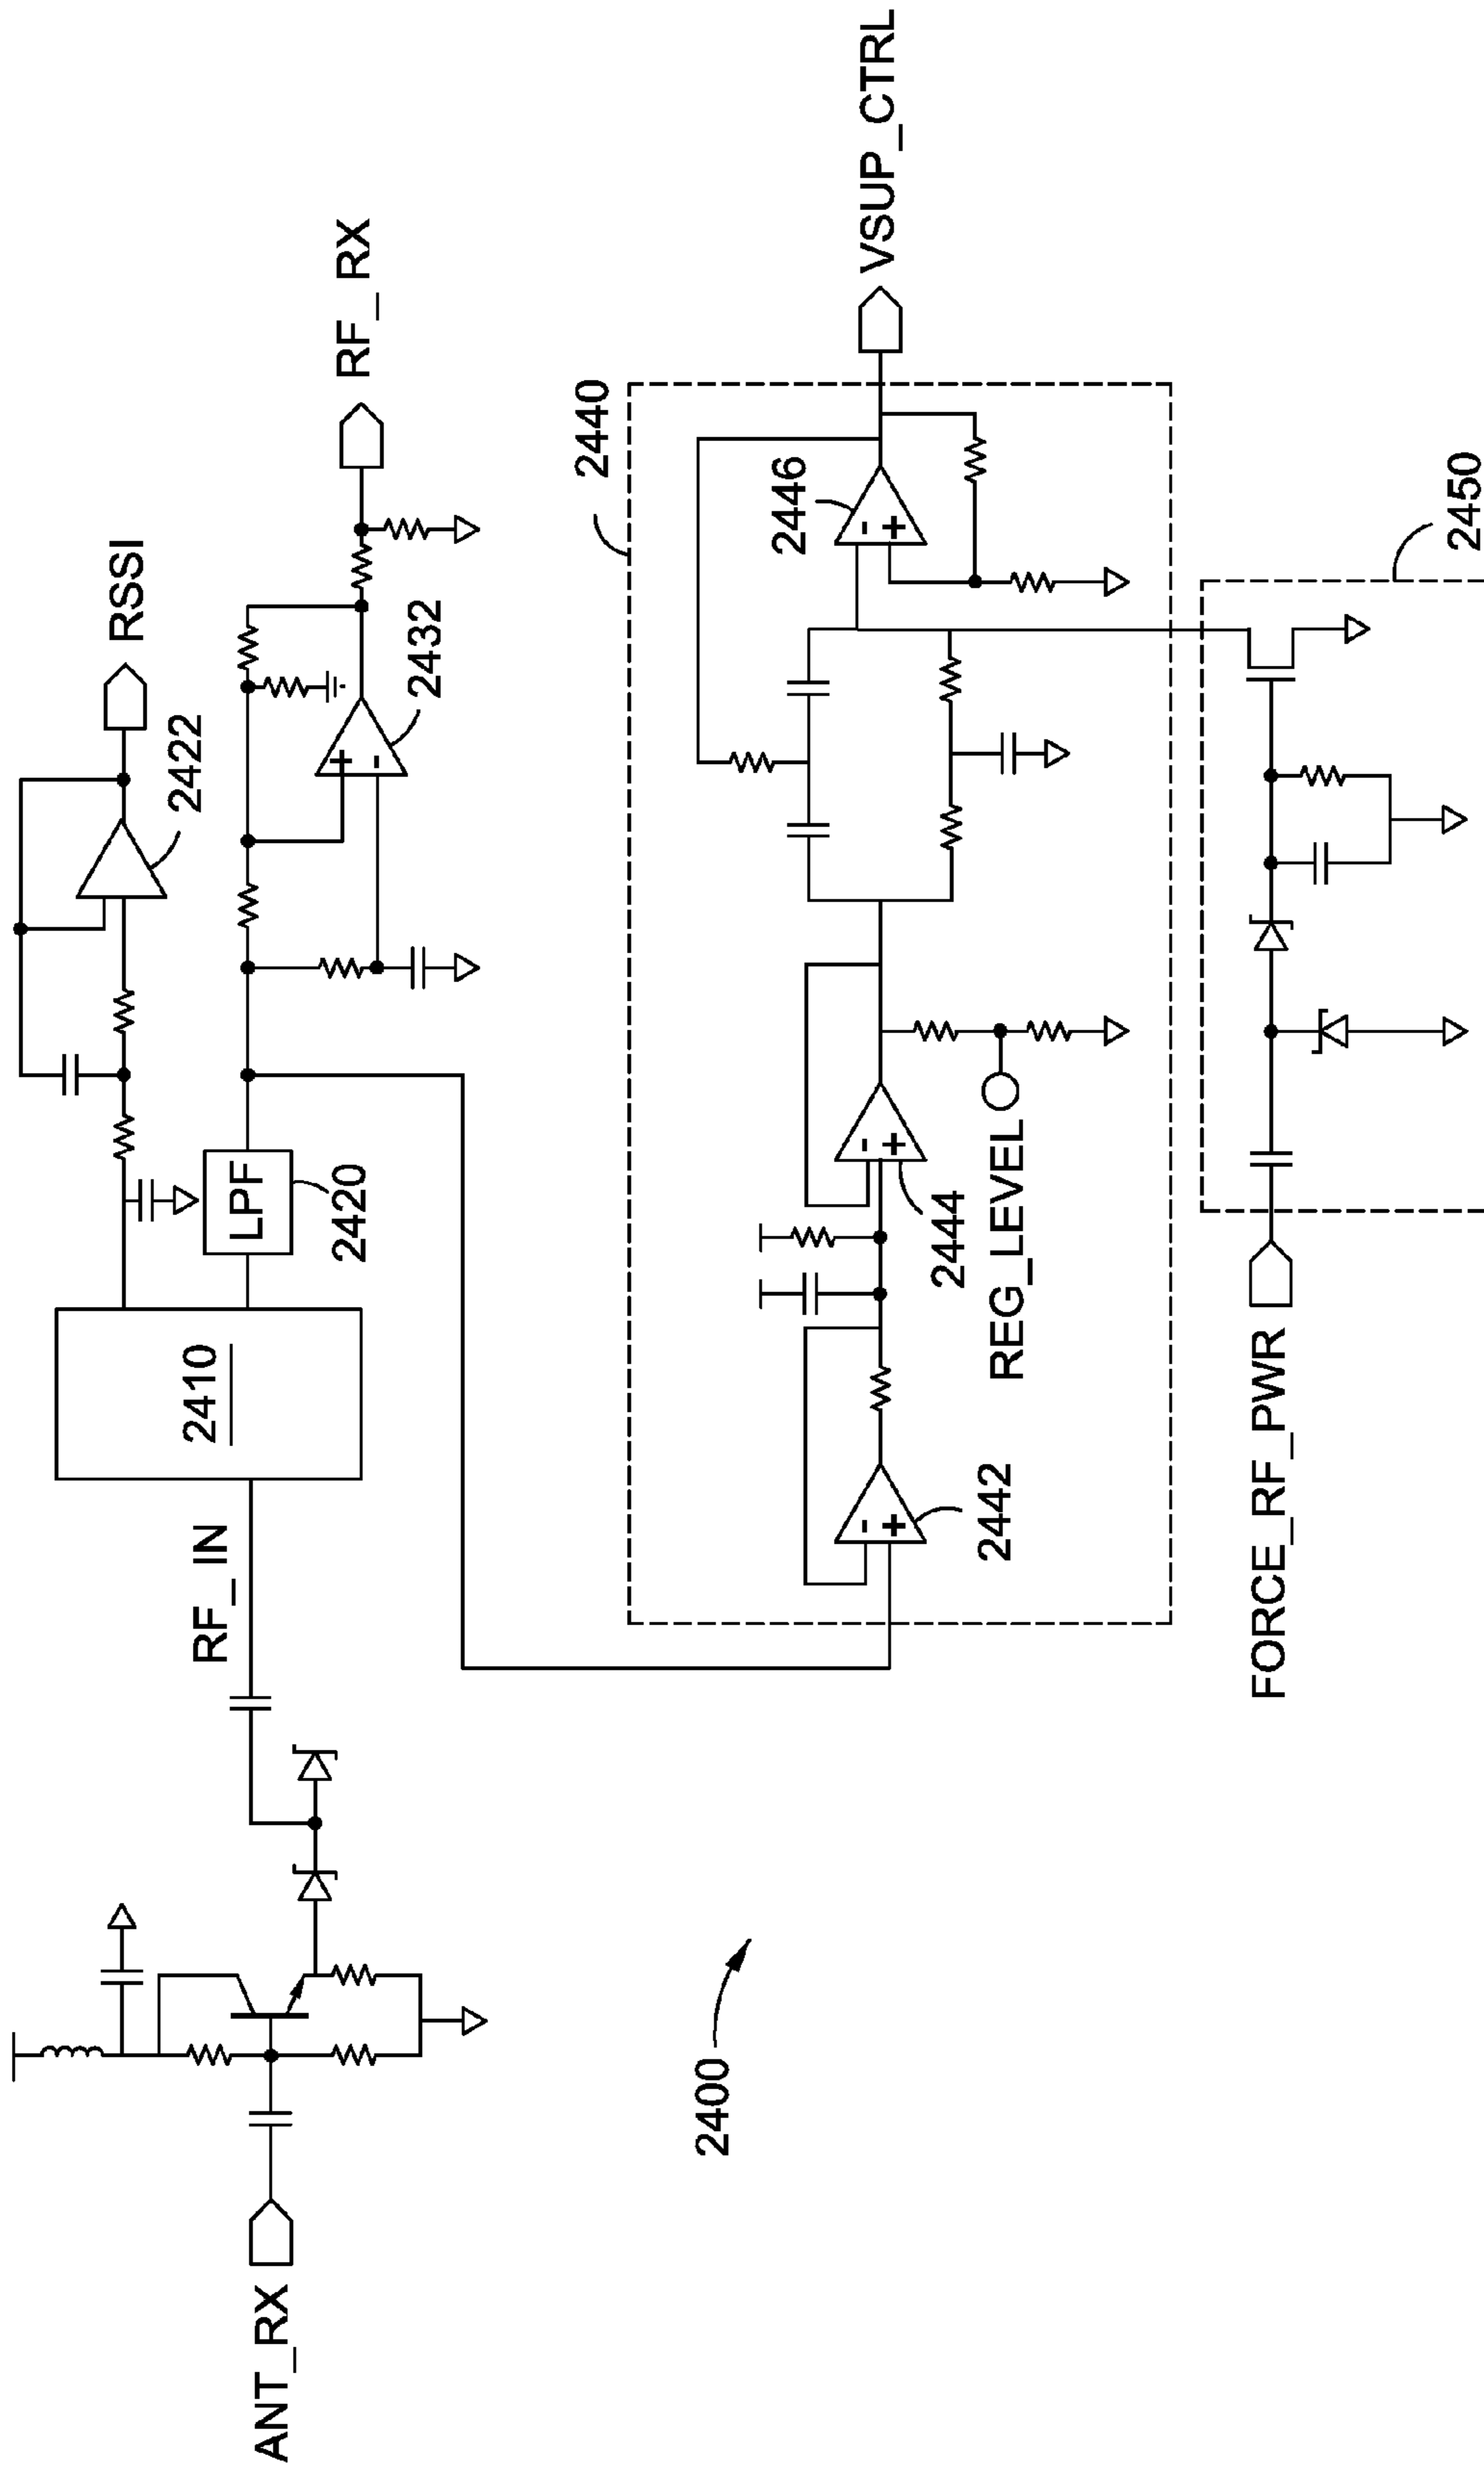 RSSI
2422
RF_RX
2432
2410
LPF
2420
RF_IN
ANT_RX
2400
2440
VSUP_CTRL
2446
-
+
2444
-
+
REG_LEVEL
2442
-
+
+
-
FORCE_RF_PWR
2450